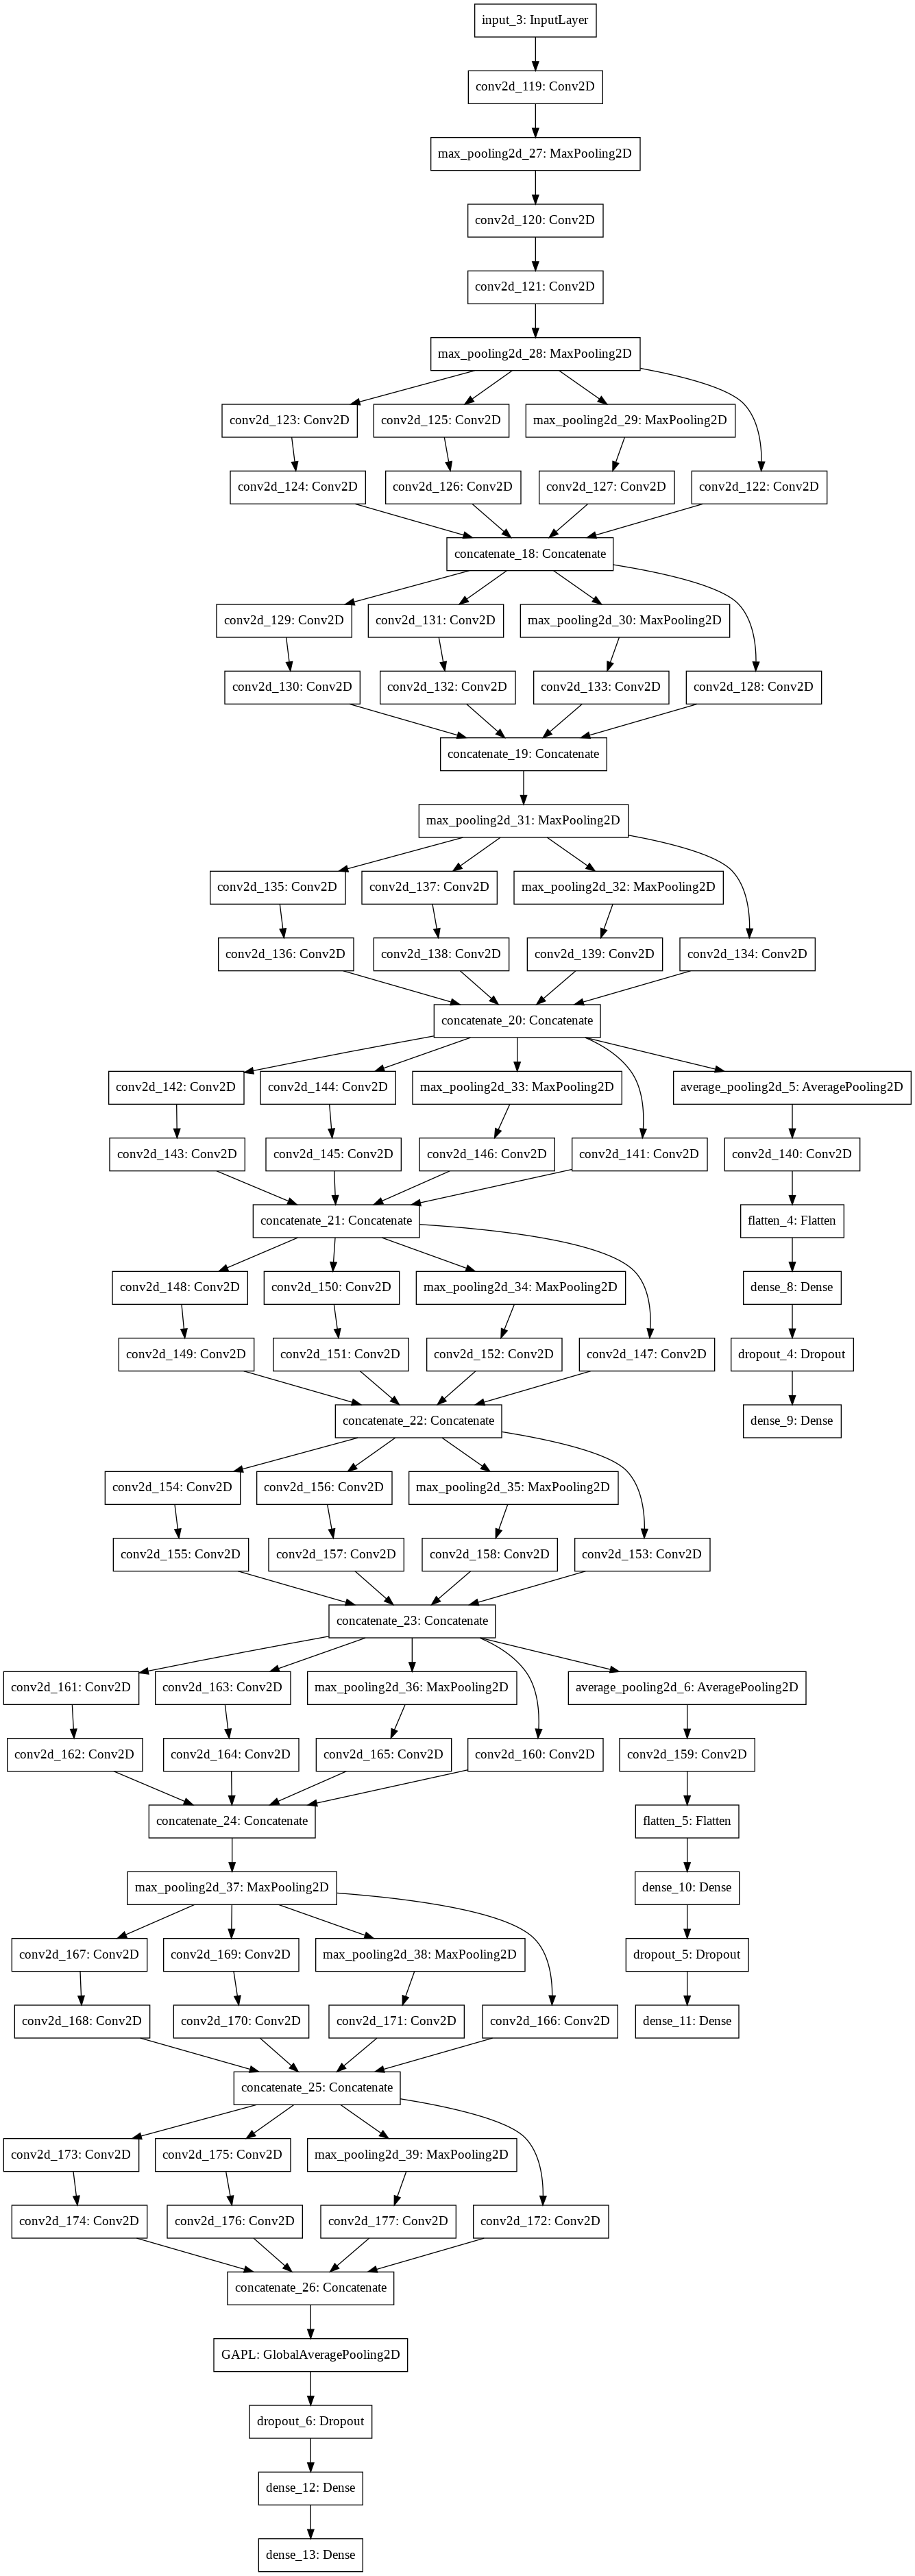 input_3: InputLayer
conv2d_119: Conv2D
max_pooling2d_27: MaxPooling2D
conv2d_120: Conv2D
conv2d_121: Conv2D
max_pooling2d_28: MaxPooling2D
conv2d_123: Conv2D
conv2d_125: Conv2D
max_pooling2d_29: MaxPooling2D
conv2d_124: Conv2D
conv2d_126: Conv2D
conv2d_127: Conv2D
conv2d_122: Conv2D
concatenate_18: Concatenate
conv2d_129: Conv2D
conv2d_131: Conv2D
max_pooling2d_30: MaxPooling2D
conv2d_130: Conv2D
conv2d_132: Conv2D
conv2d_133: Conv2D
conv2d_128: Conv2D
concatenate_19: Concatenate
max_pooling2d_31: MaxPooling2D
conv2d_135: Conv2D
conv2d_137: Conv2D
max_pooling2d_32: MaxPooling2D
conv2d_136: Conv2D
conv2d_138: Conv2D
conv2d_139: Conv2D
conv2d_134: Conv2D
concatenate_20: Concatenate
conv2d_142: Conv2D
conv2d_144: Conv2D
max_pooling2d_33: MaxPooling2D
average_pooling2d_5: AveragePooling2D
conv2d_143: Conv2D
conv2d_145: Conv2D
conv2d_146: Conv2D
conv2d_141: Conv2D
conv2d_140: Conv2D
concatenate_21: Concatenate
flatten_4: Flatten
conv2d_148: Conv2D
conv2d_150: Conv2D
max_pooling2d_34: MaxPooling2D
dense_8: Dense
conv2d_149: Conv2D
conv2d_151: Conv2D
conv2d_152: Conv2D
conv2d_147: Conv2D
dropout_4: Dropout
concatenate_22: Concatenate
dense_9: Dense
conv2d_154: Conv2D
conv2d_156: Conv2D
max_pooling2d_35: MaxPooling2D
conv2d_155: Conv2D
conv2d_157: Conv2D
conv2d_158: Conv2D
conv2d_153: Conv2D
concatenate_23: Concatenate
conv2d_161: Conv2D
conv2d_163: Conv2D
max_pooling2d_36: MaxPooling2D
average_pooling2d_6: AveragePooling2D
conv2d_162: Conv2D
conv2d_164: Conv2D
conv2d_165: Conv2D
conv2d_160: Conv2D
conv2d_159: Conv2D
concatenate_24: Concatenate
flatten_5: Flatten
max_pooling2d_37: MaxPooling2D
dense_10: Dense
conv2d_167: Conv2D
conv2d_169: Conv2D
max_pooling2d_38: MaxPooling2D
dropout_5: Dropout
conv2d_168: Conv2D
conv2d_170: Conv2D
conv2d_171: Conv2D
conv2d_166: Conv2D
dense_11: Dense
concatenate_25: Concatenate
conv2d_173: Conv2D
conv2d_175: Conv2D
max_pooling2d_39: MaxPooling2D
conv2d_174: Conv2D
conv2d_176: Conv2D
conv2d_177: Conv2D
conv2d_172: Conv2D
concatenate_26: Concatenate
GAPL: GlobalAveragePooling2D
dropout_6: Dropout
dense_12: Dense
dense_13: Dense